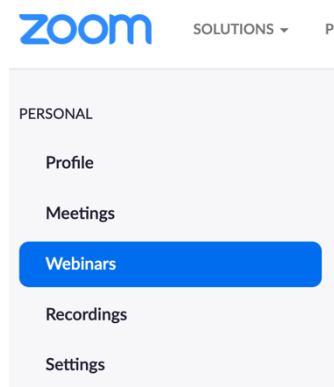 zoom SOLUTIONS P
PERSONAL
Profile
Meetings
Webinars
Recordings
Settings